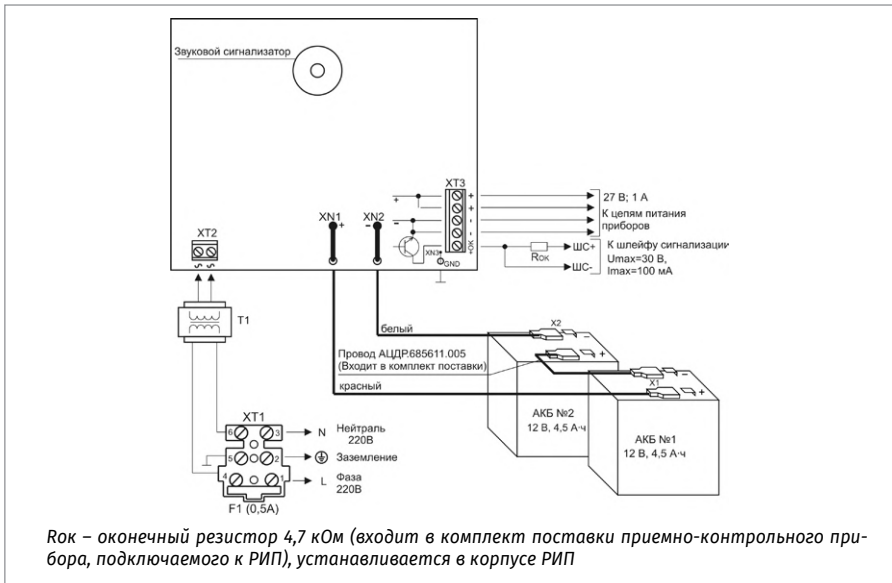 Звуковой сигнализатор
XT3
+
+
+
-
-
-
-
+ОК
27 В; 1 А
К цепям питания
приборов
XT2
XN1
+
XN2
-
XN3
GND
Rок
ШС+
ШС-
К шлейфу сигнализации
Umax=30 В,
Imax=100 мА
T1
белый
X2
-
+
Провод АЦДР.685611.005
(Входит в комплект поставки)
красный
X1
-
+
АКБ №2
12 В, 4,5 А·ч
АКБ №1
12 В, 4,5 А·ч
XT1
6
3
N
Нейтраль
220В
5
2
Заземление
4
1
L
Фаза
220В
F1 (0,5А)
Rок – оконечный резистор 4,7 кОм (входит в комплект поставки приемно-контрольного при-
бора, подключаемого к РИП), устанавливается в корпусе РИП